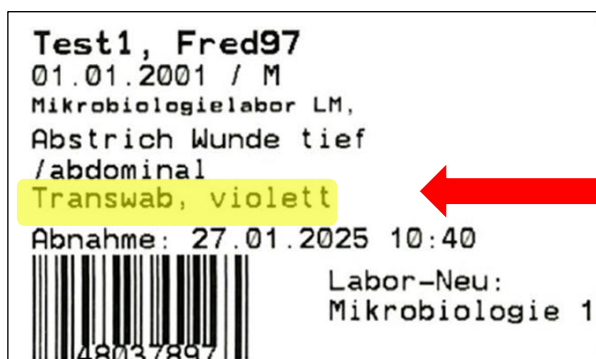 Test1, Fred97
01.01.2001 / M
Mikrobiologielabor LM,
Abstrich Wunde tief
/abdominal
Transwab, violett
Abnahme: 27.01.2025 10:40
Labor-Neu:
Mikrobiologie 1
48037897